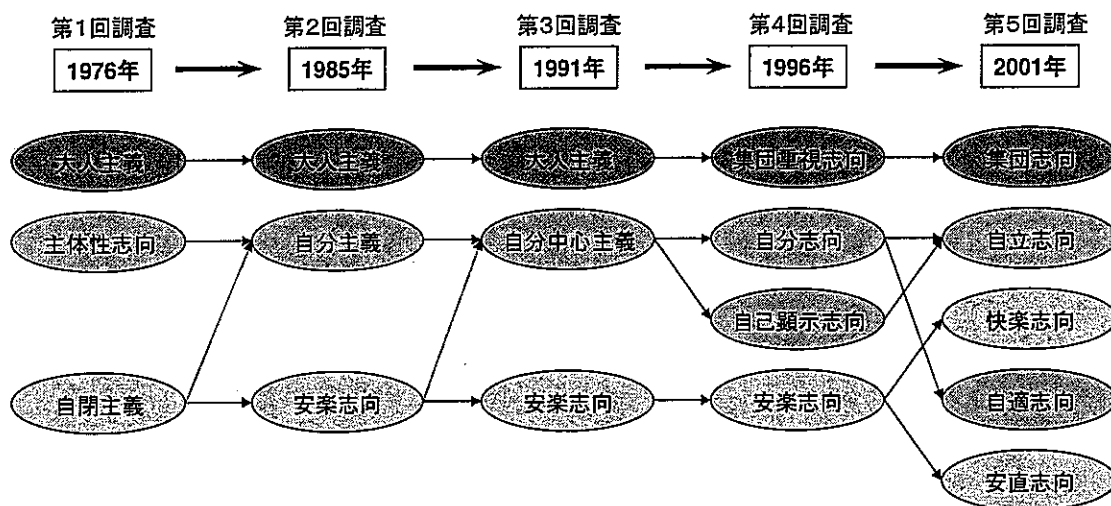 第1回調査
第2回調査
第3回調査
第4回調査
第5回調査
1976年
1985年
1991年
1996年
2001年
大人主義
大人主義
大人主義
集団重視志向
集団志向
主体性志向
自分主義
自分中心主義
自分志向
自立志向
自己顕示志向
快楽志向
自閉主義
安楽志向
安楽志向
安楽志向
自適志向
安直志向